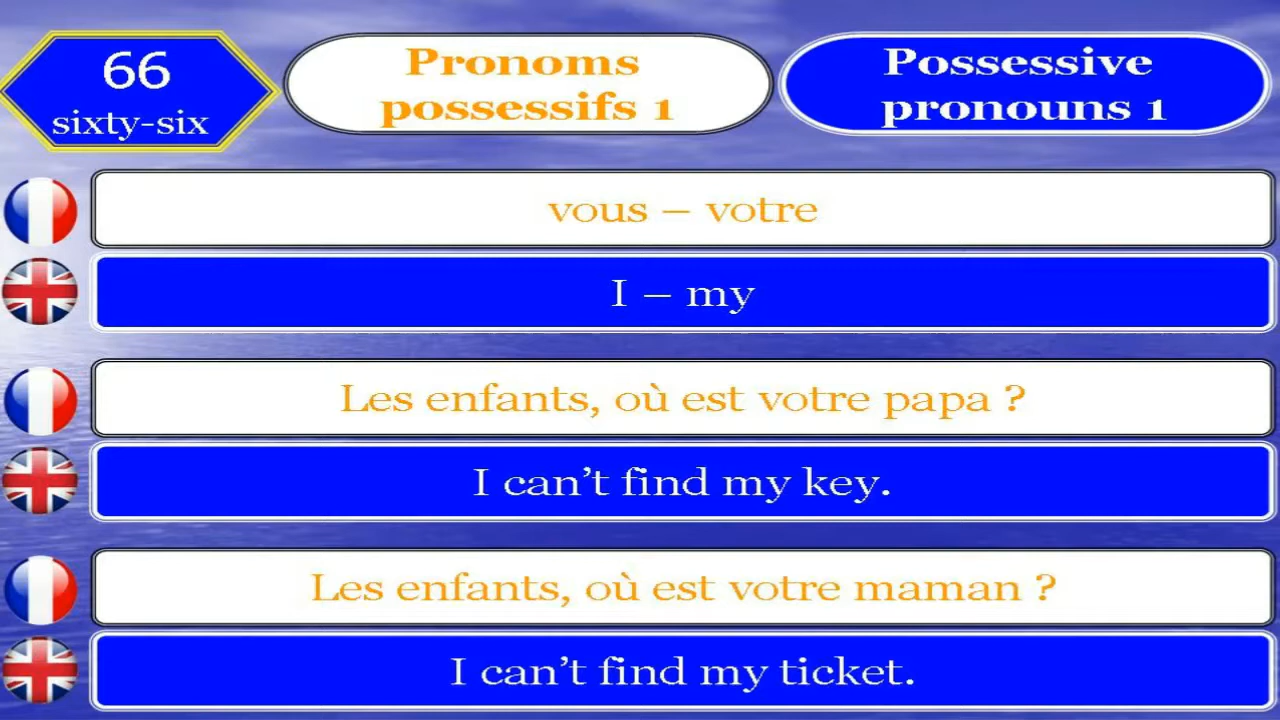 66
sixty-six
Pronoms
possessifs 1
Possessive
pronouns 1
vous – votre
I – my
Les enfants, où est votre papa ?
I can’t find my key.
Les enfants, où est votre maman ?
I can’t find my ticket.